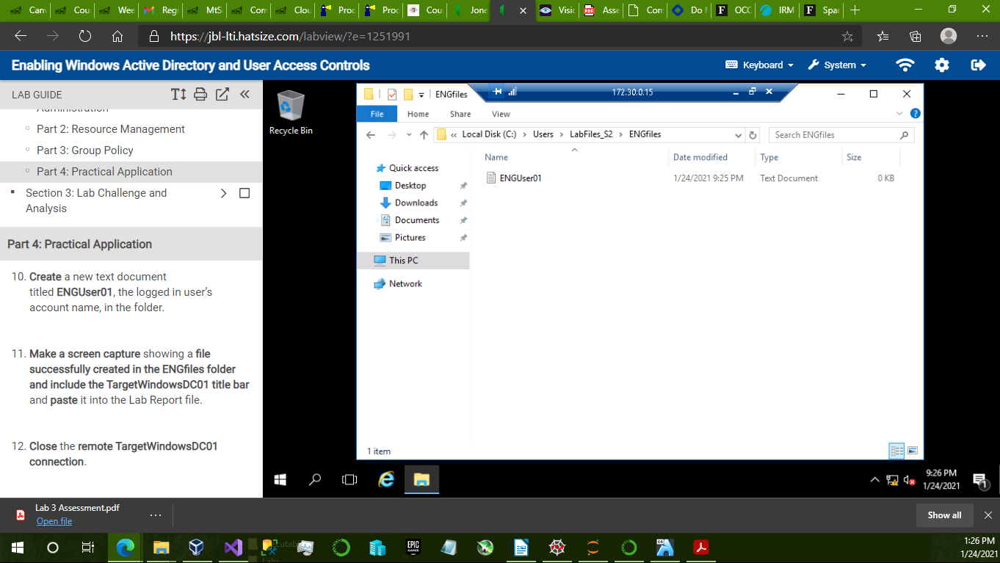 Can
Cou
Wee
Regi
MtS
Con
Clou
Proc
Proc
Cou
Jone
Visic
Asse
Con
Do N
OCC
IRM
Spar
https://jbl-lti.hatsize.com/labview/?e=1251991
Enabling Windows Active Directory and User Access Controls
Keyboard
System
LAB GUIDE
Administration
Part 2: Resource Management
Part 3: Group Policy
Part 4: Practical Application
Section 3: Lab Challenge and
Analysis
Part 4: Practical Application
10. Create a new text document
titled ENGUser01, the logged in user's
account name, in the folder.
11. Make a screen capture showing a file
successfully created in the ENGfiles folder
and include the TargetWindowsDC01 title bar
and paste it into the Lab Report file.
12. Close the remote TargetWindowsDC01
connection.
Recycle Bin
ENGfiles
172.30.0.15
File Home Share View
« Local Disk (C:) > Users > LabFiles_S2 > ENGfiles
Search ENGfiles
Quick access
Desktop
Downloads
Documents
Pictures
This PC
Network
Name Date modified Type Size
ENGUser01 1/24/2021 9:25 PM Text Document 0 KB
1 item
9:26 PM
1/24/2021
1
Lab 3 Assessment.pdf
Open file
Show all
EPIC
GAMES
1:26 PM
1/24/2021